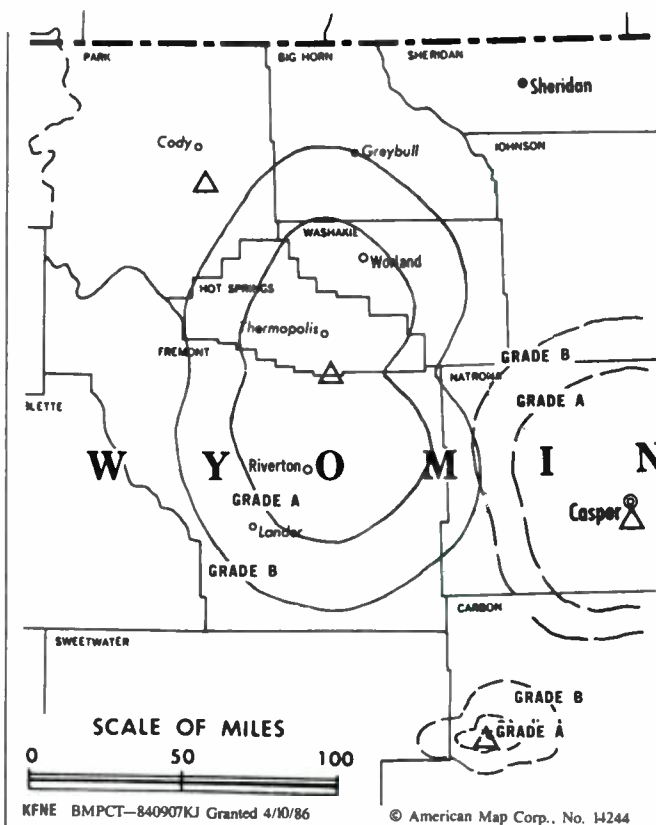 PARK
BIG HORN
SHERIDAN
Sheridan
Cody
Greybull
JOHNSON
WASHAKIE
Worland
HOT SPRINGS
Thermopolis
FREMONT
GRADE B
NATRONA
GRADE A
BLETTE
W Y O M I N
Riverton
GRADE A
Casper
Lander
GRADE B
CARBON
SWEETWATER
GRADE B
GRADE A
SCALE OF MILES
0 50 100
KFNE BMPCT—840907KJ Granted 4/10/86
© American Map Corp., No. 14244